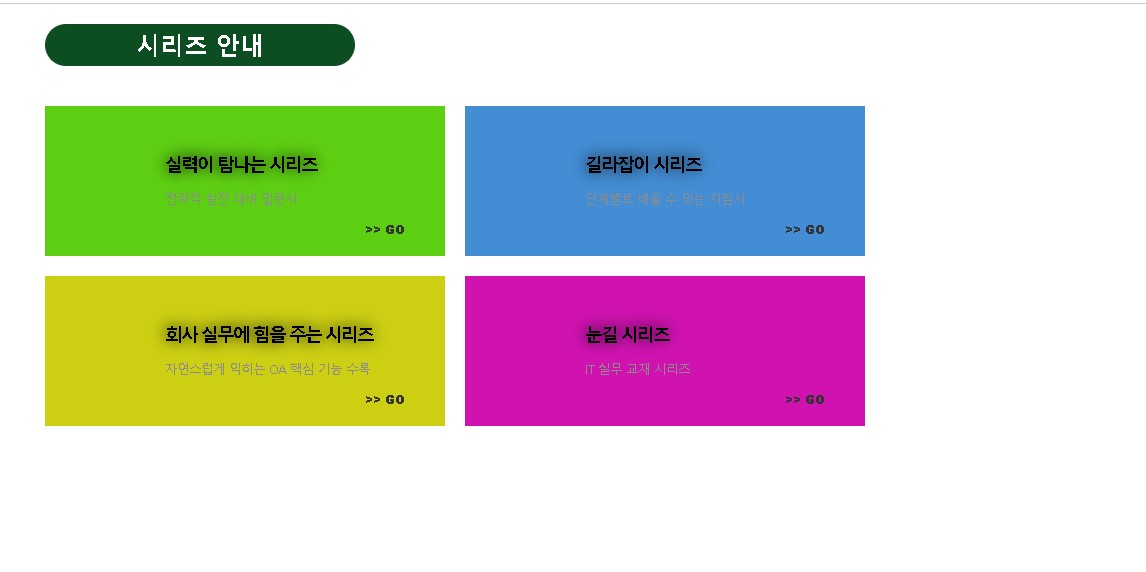 시리즈 안내
실력이 탐나는 시리즈
전략적 실전 대비 입문서
>> GO
길라잡이 시리즈
단계별로 배울 수 있는 지침서
>> GO
회사 실무에 힘을 주는 시리즈
자연스럽게 익히는 OA 핵심 기능 수록
>> GO
눈길 시리즈
IT 실무 교재 시리즈
>> GO